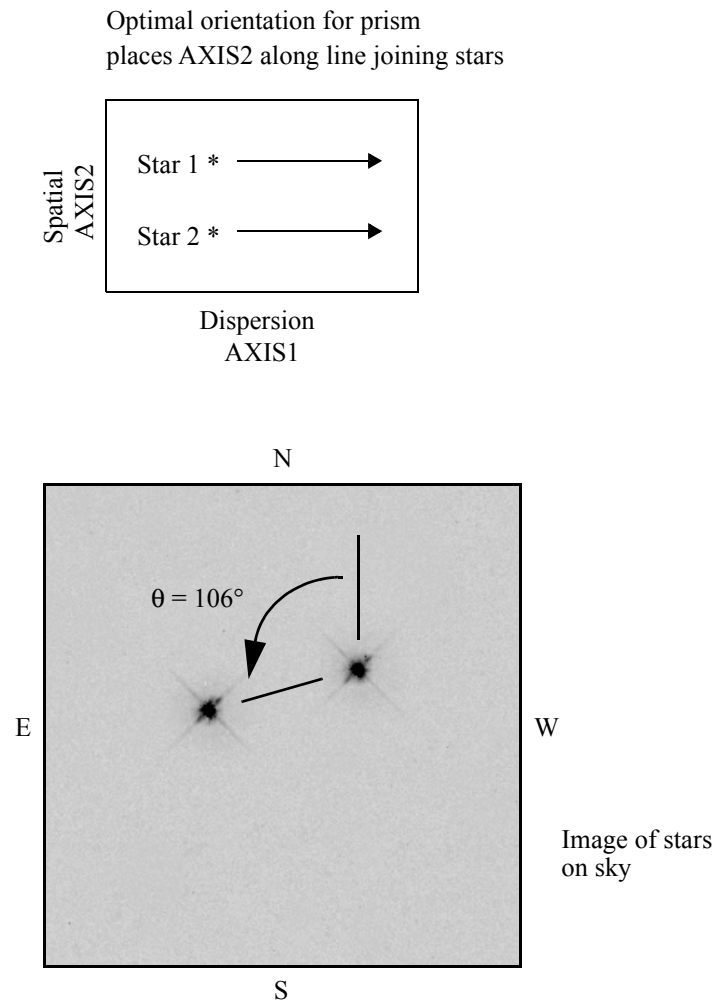 Optimal orientation for prism
places AXIS2 along line joining stars
Star 1 *
Star 2 *
Spatial
AXIS2
Dispersion
AXIS1
N
θ = 106°
E
W
Image of stars
on sky
S